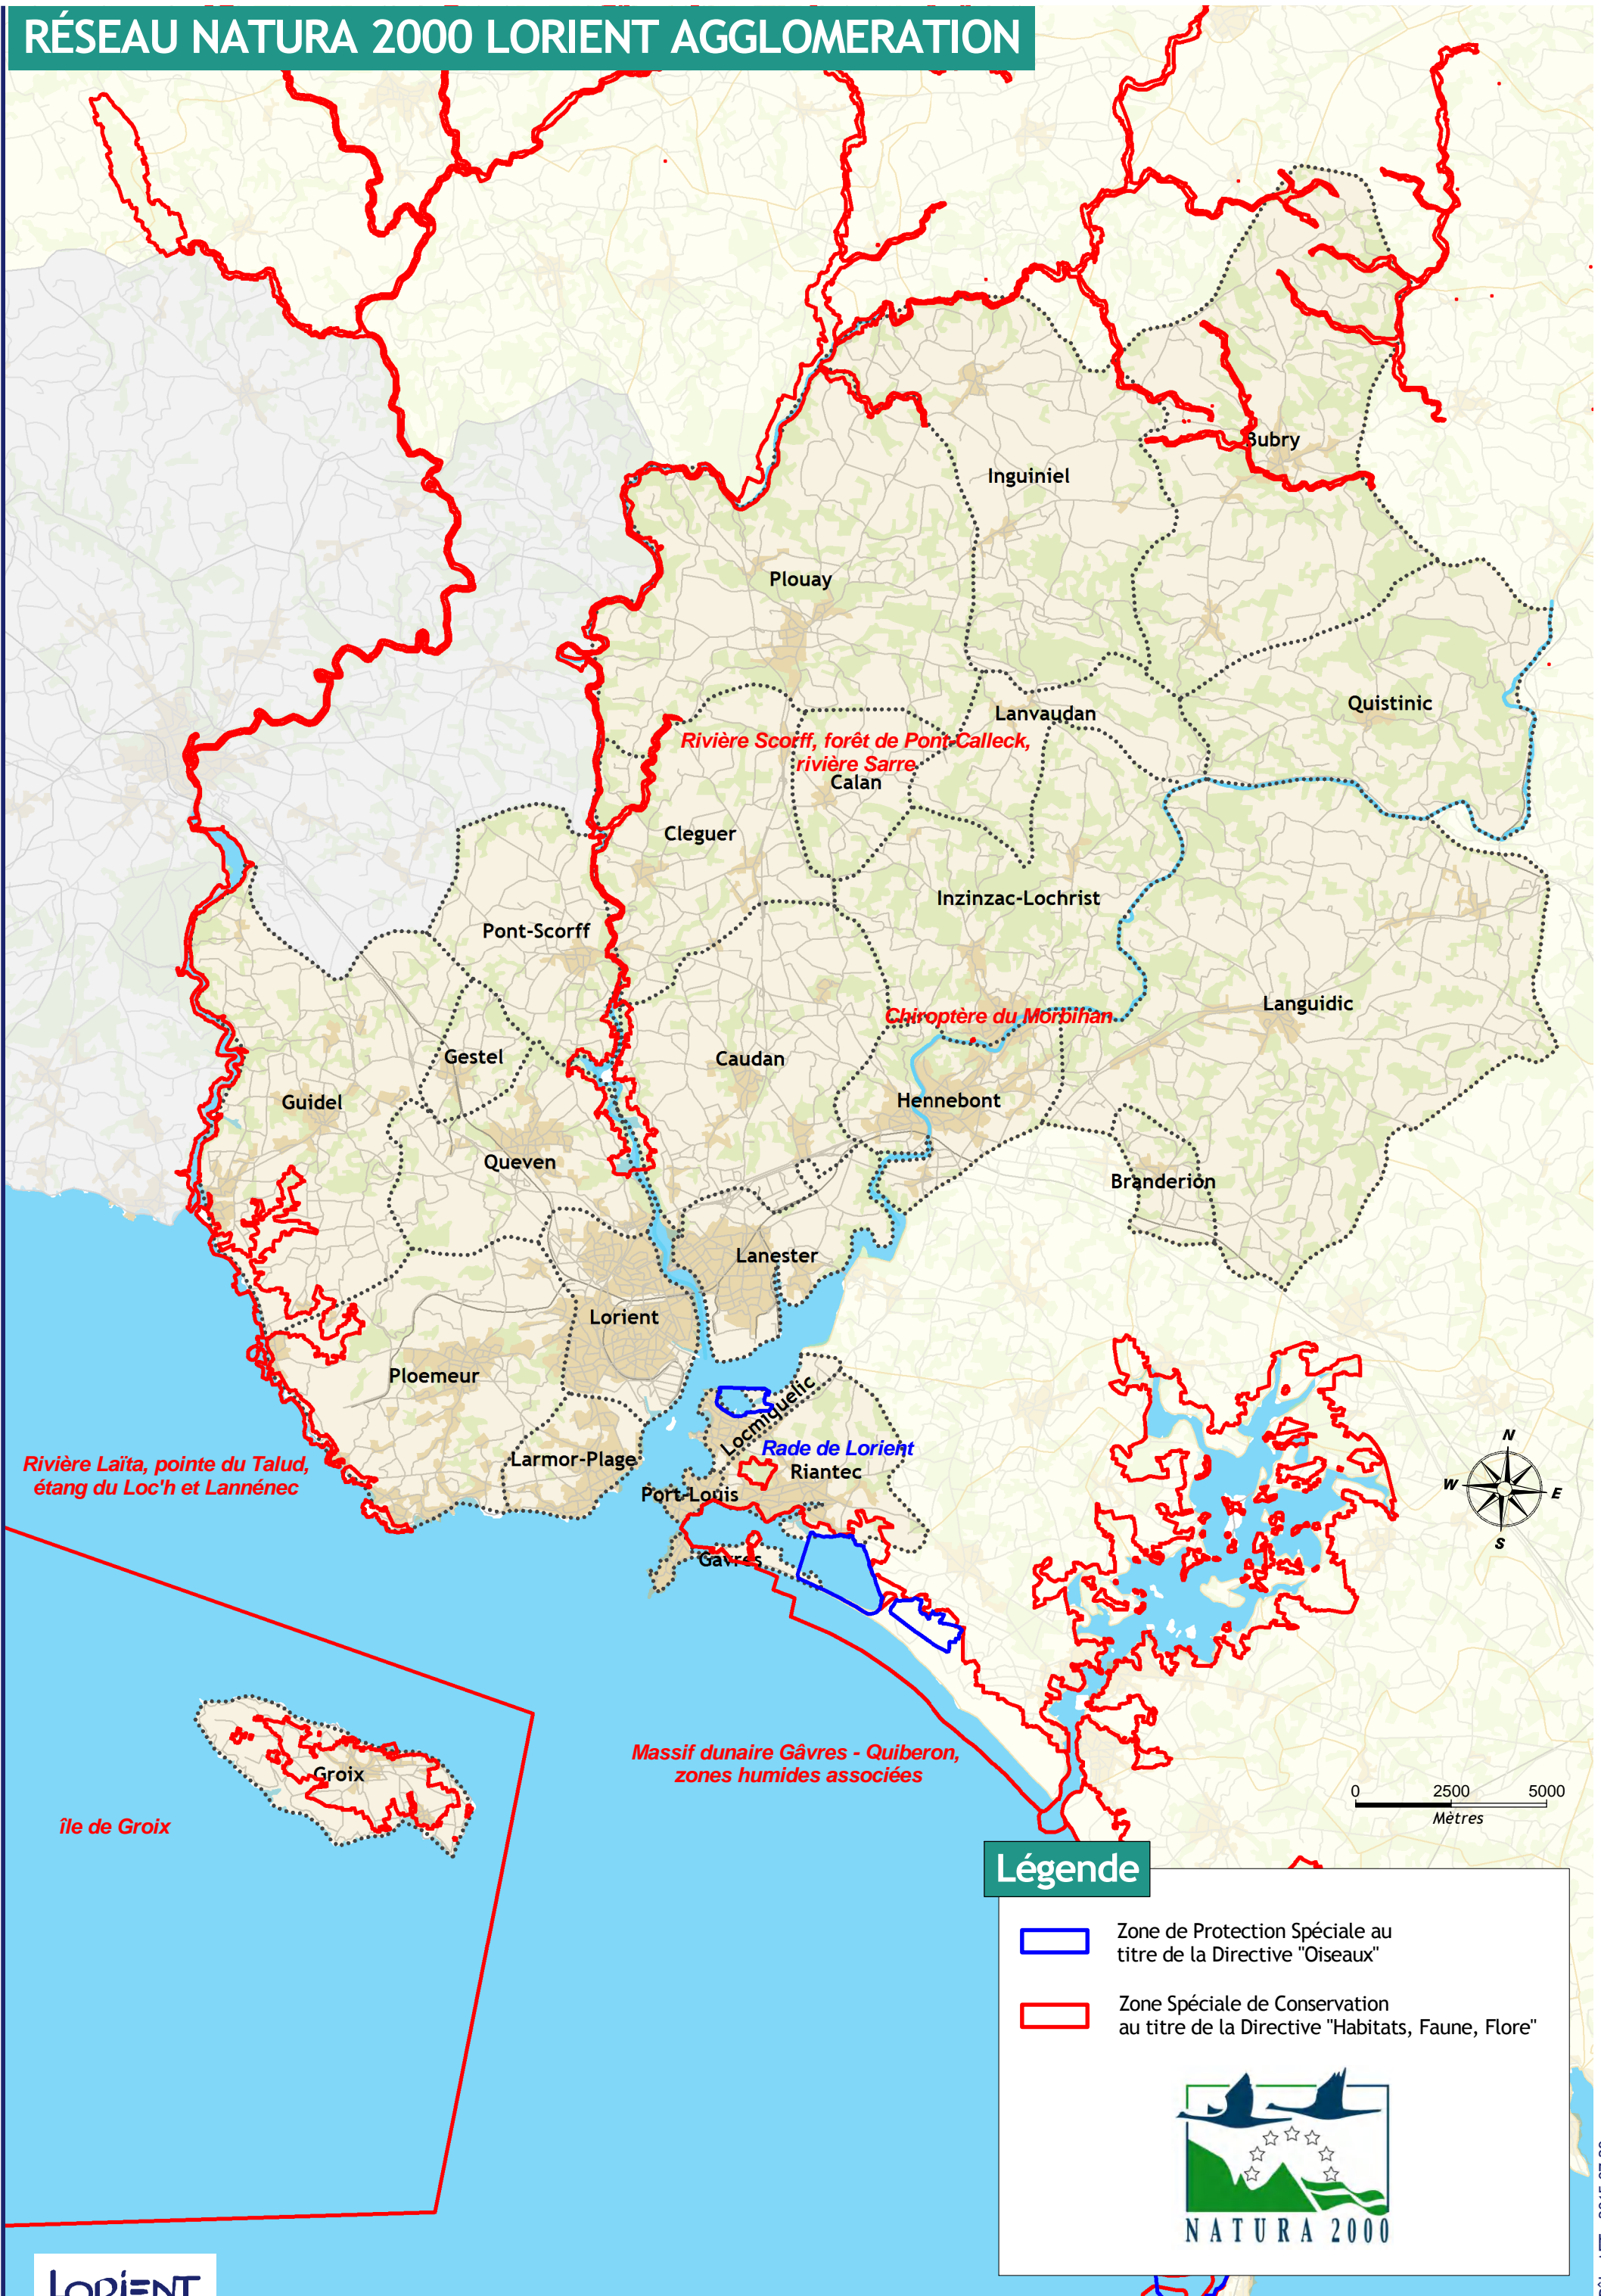 RÉSEAU NATURA 2000 LORIENT AGGLOMERATION
Bubry
Inguiniel
Plouay
Quistinic
Lanvaudan
Rivière Scorff, forêt de Pont Calleck,
rivière Sarre
Calan
Cleguer
Inzinzac-Lochrist
Pont-Scorff
Languidic
Chiroptère du Morbihan
Gestel
Caudan
Guidel
Hennebont
Queven
Branderion
Lanester
Lorient
Ploemeur
Locmiquelic
Rade de Lorient
Larmor-Plage
Riantec
Rivière Laïta, pointe du Talud,
étang du Loc'h et Lannénec
Port-Louis
Gavres
N
W
E
S
Massif dunaire Gâvres - Quiberon,
zones humides associées
Groix
île de Groix
0 2500 5000
Mètres
Légende
Zone de Protection Spéciale au
titre de la Directive "Oiseaux"
Zone Spéciale de Conservation
au titre de la Directive "Habitats, Faune, Flore"
NATURA 2000
LORIENT